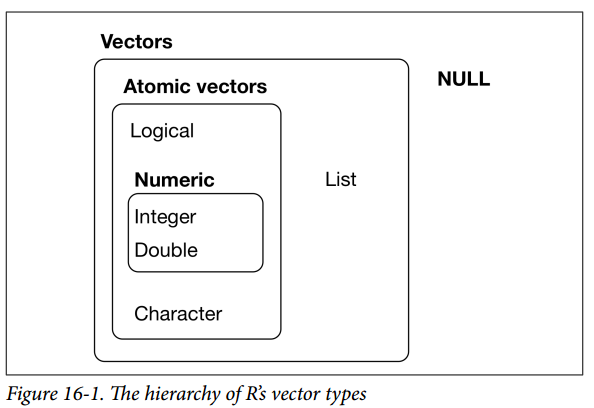 Vectors
NULL
Atomic vectors
Logical
Numeric
List
Integer
Double
Character
Figure 16-1. The hierarchy of R's vector types